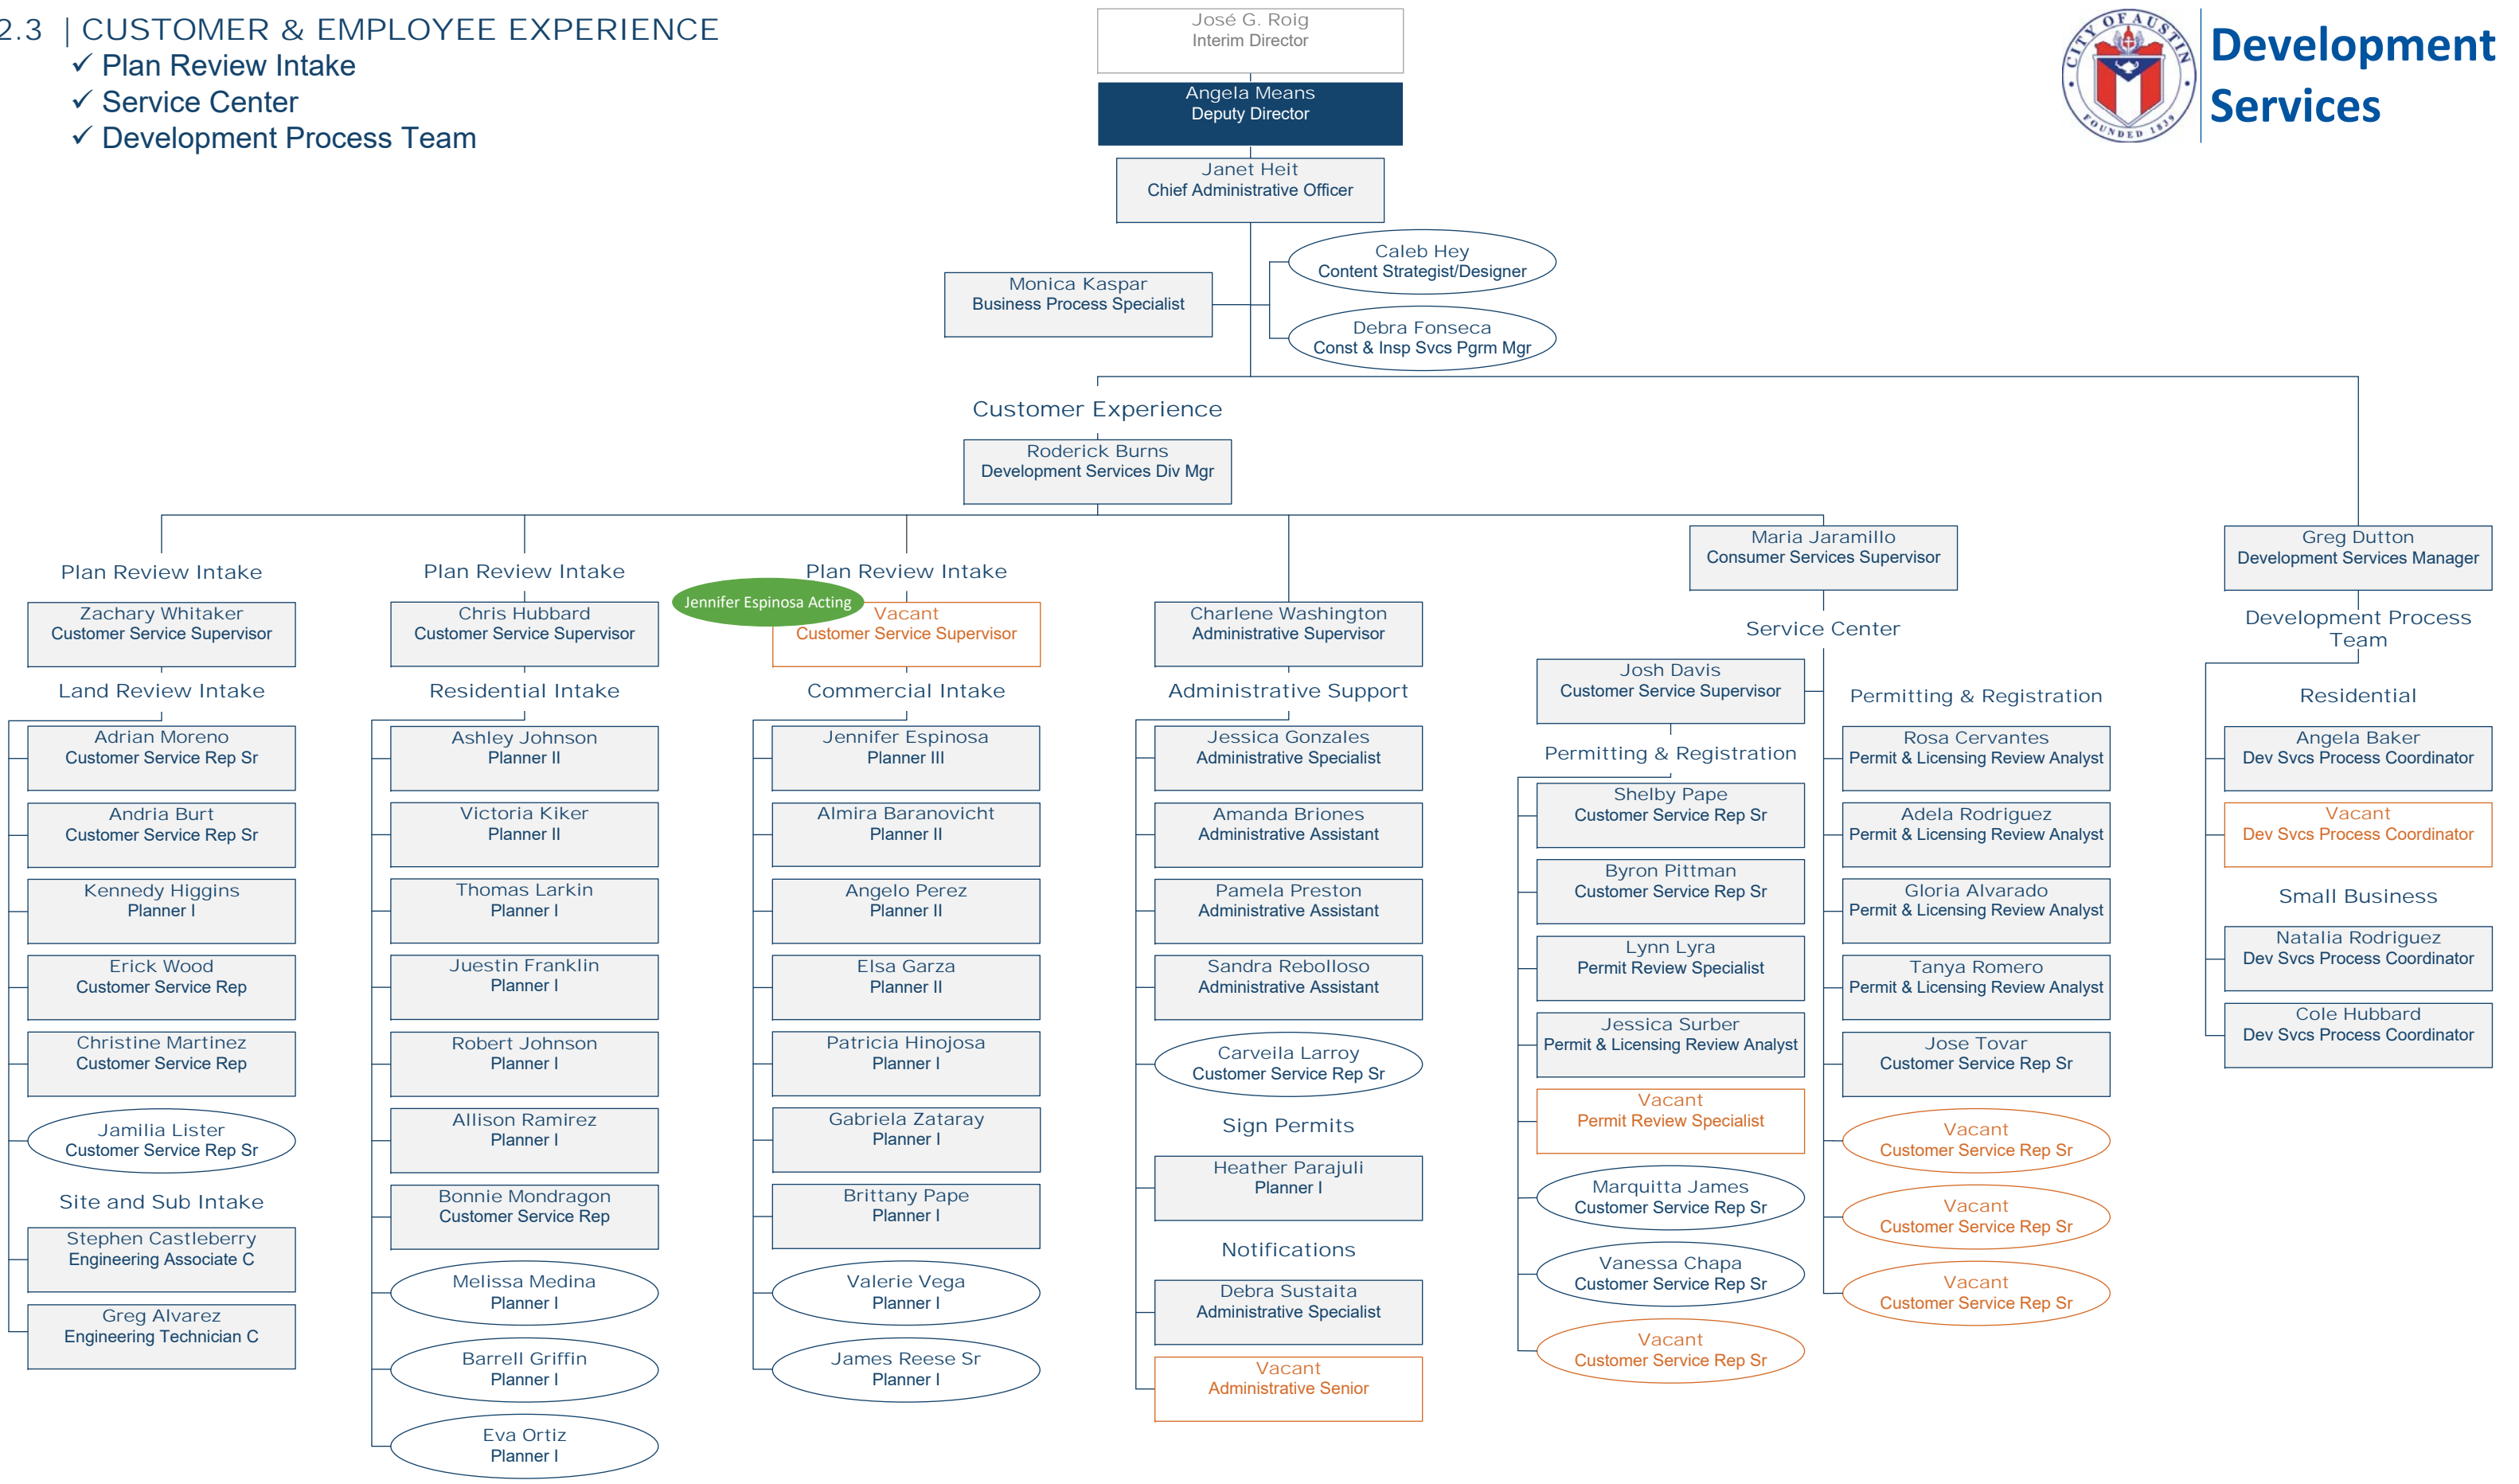 2.3 | CUSTOMER & EMPLOYEE EXPERIENCE
✓ Plan Review Intake
✓ Service Center
✓ Development Process Team
José G. Roig
Interim Director
Angela Means
Deputy Director
Janet Heit
Chief Administrative Officer
CITY OF AUSTIN
FOUNDED 1839
Development
Services
Monica Kaspar
Business Process Specialist
Caleb Hey
Content Strategist/Designer
Debra Fonseca
Const & Insp Svcs Pgrm Mgr
Customer Experience
Roderick Burns
Development Services Div Mgr
Plan Review Intake
Zachary Whitaker
Customer Service Supervisor
Land Review Intake
Adrian Moreno
Customer Service Rep Sr
Andria Burt
Customer Service Rep Sr
Kennedy Higgins
Planner I
Erick Wood
Customer Service Rep
Christine Martinez
Customer Service Rep
Jamilia Lister
Customer Service Rep Sr
Site and Sub Intake
Stephen Castleberry
Engineering Associate C
Greg Alvarez
Engineering Technician C
Plan Review Intake
Chris Hubbard
Customer Service Supervisor
Residential Intake
Ashley Johnson
Planner II
Victoria Kiker
Planner II
Thomas Larkin
Planner I
Juestin Franklin
Planner I
Robert Johnson
Planner I
Allison Ramirez
Planner I
Bonnie Mondragon
Customer Service Rep
Melissa Medina
Planner I
Barrell Griffin
Planner I
Eva Ortiz
Planner I
Plan Review Intake
Jennifer Espinosa Acting
Vacant
Customer Service Supervisor
Commercial Intake
Jennifer Espinosa
Planner III
Almira Baranovicht
Planner II
Angelo Perez
Planner II
Elsa Garza
Planner II
Patricia Hinojosa
Planner I
Gabriela Zataray
Planner I
Brittany Pape
Planner I
Valerie Vega
Planner I
James Reese Sr
Planner I
Charlene Washington
Administrative Supervisor
Administrative Support
Jessica Gonzales
Administrative Specialist
Amanda Briones
Administrative Assistant
Pamela Preston
Administrative Assistant
Sandra Rebolloso
Administrative Assistant
Carveila Larroy
Customer Service Rep Sr
Sign Permits
Heather Parajuli
Planner I
Notifications
Debra Sustaita
Administrative Specialist
Vacant
Administrative Senior
Maria Jaramillo
Consumer Services Supervisor
Service Center
Josh Davis
Customer Service Supervisor
Permitting & Registration
Shelby Pape
Customer Service Rep Sr
Byron Pittman
Customer Service Rep Sr
Lynn Lyra
Permit Review Specialist
Jessica Surber
Permit & Licensing Review Analyst
Vacant
Permit Review Specialist
Marquitta James
Customer Service Rep Sr
Vanessa Chapa
Customer Service Rep Sr
Vacant
Customer Service Rep Sr
Permitting & Registration
Rosa Cervantes
Permit & Licensing Review Analyst
Adela Rodriguez
Permit & Licensing Review Analyst
Gloria Alvarado
Permit & Licensing Review Analyst
Tanya Romero
Permit & Licensing Review Analyst
Jose Tovar
Customer Service Rep Sr
Vacant
Customer Service Rep Sr
Vacant
Customer Service Rep Sr
Vacant
Customer Service Rep Sr
Greg Dutton
Development Services Manager
Development Process
Team
Residential
Angela Baker
Dev Svcs Process Coordinator
Vacant
Dev Svcs Process Coordinator
Small Business
Natalia Rodriguez
Dev Svcs Process Coordinator
Cole Hubbard
Dev Svcs Process Coordinator